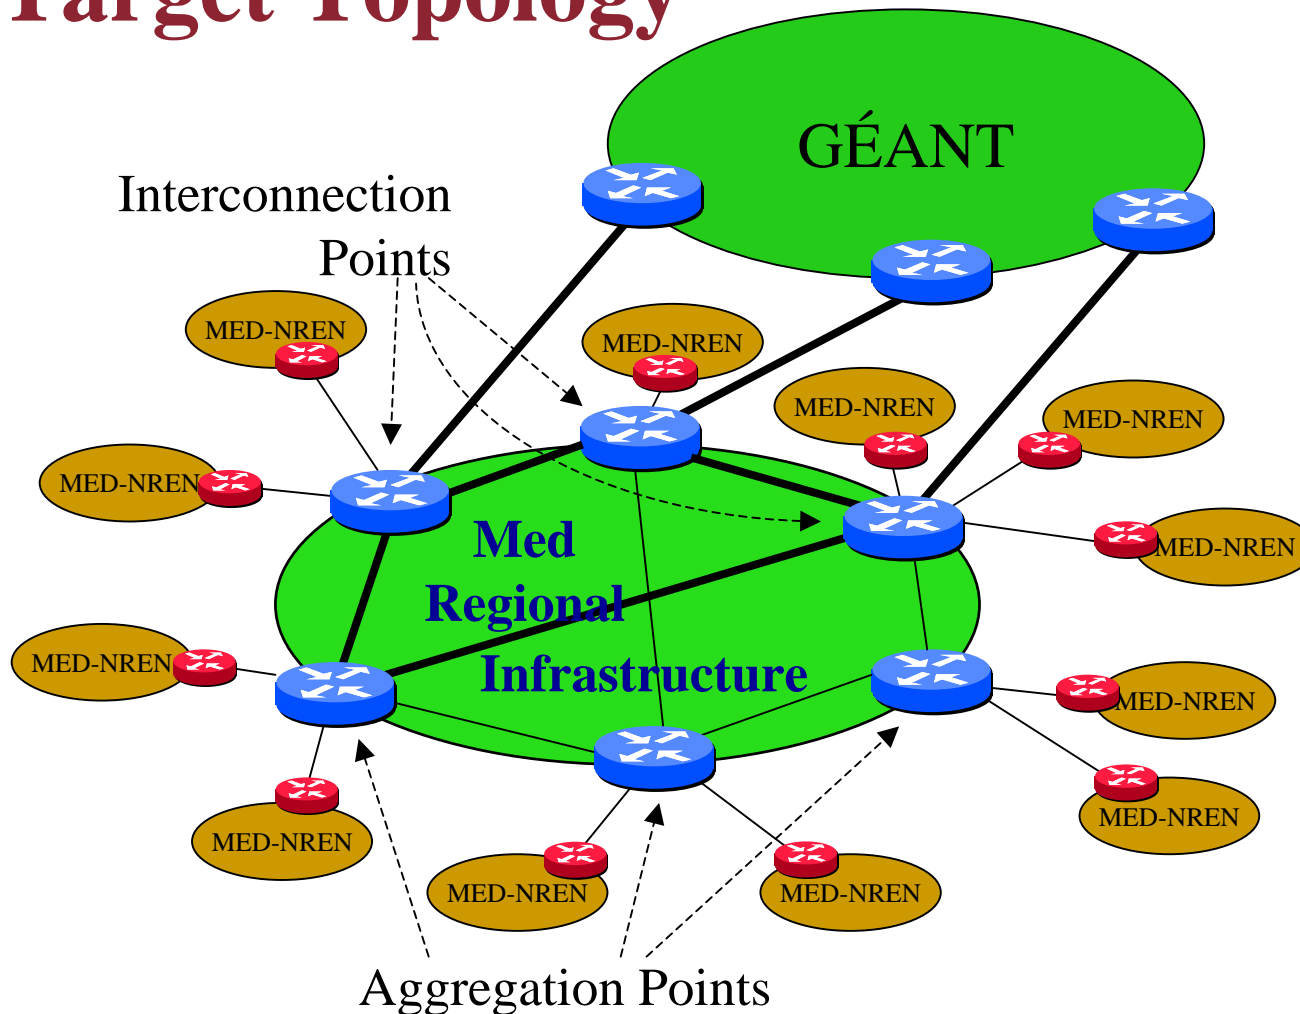 Target Topology
GÉANT
Interconnection
Points
MED-NREN
MED-NREN
MED-NREN
MED-NREN
MED-NREN
MED-NREN
Med
Regional
Infrastructure
MED-NREN
MED-NREN
MED-NREN
MED-NREN
MED-NREN
MED-NREN
Aggregation Points